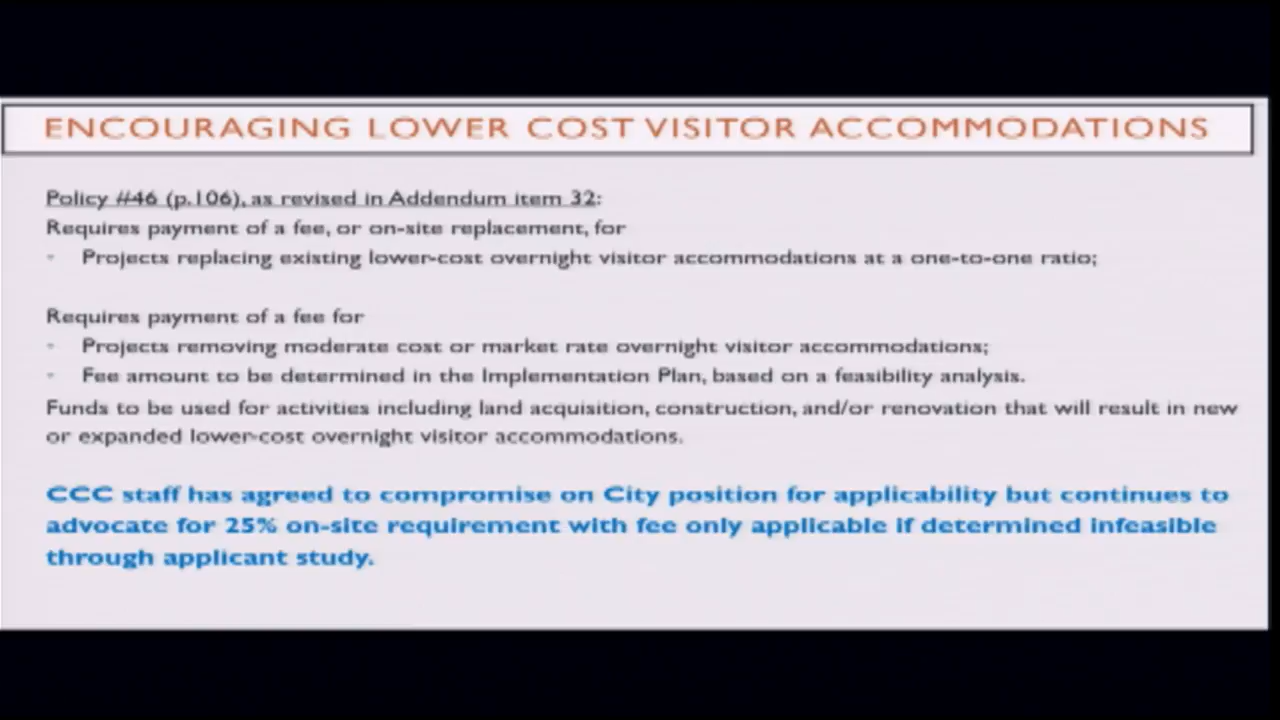 ENCOURAGING LOWER COST VISITOR ACCOMMODATIONS
Policy #46 (p.106), as revised in Addendum item 32:
Requires payment of a fee, or on-site replacement, for
• Projects replacing existing lower-cost overnight visitor accommodations at a one-to-one ratio;
Requires payment of a fee for
• Projects removing moderate cost or market rate overnight visitor accommodations;
• Fee amount to be determined in the Implementation Plan, based on a feasibility analysis.
Funds to be used for activities including land acquisition, construction, and/or renovation that will result in new
or expanded lower-cost overnight visitor accommodations.
CCC staff has agreed to compromise on City position for applicability but continues to
advocate for 25% on-site requirement with fee only applicable if determined infeasible
through applicant study.